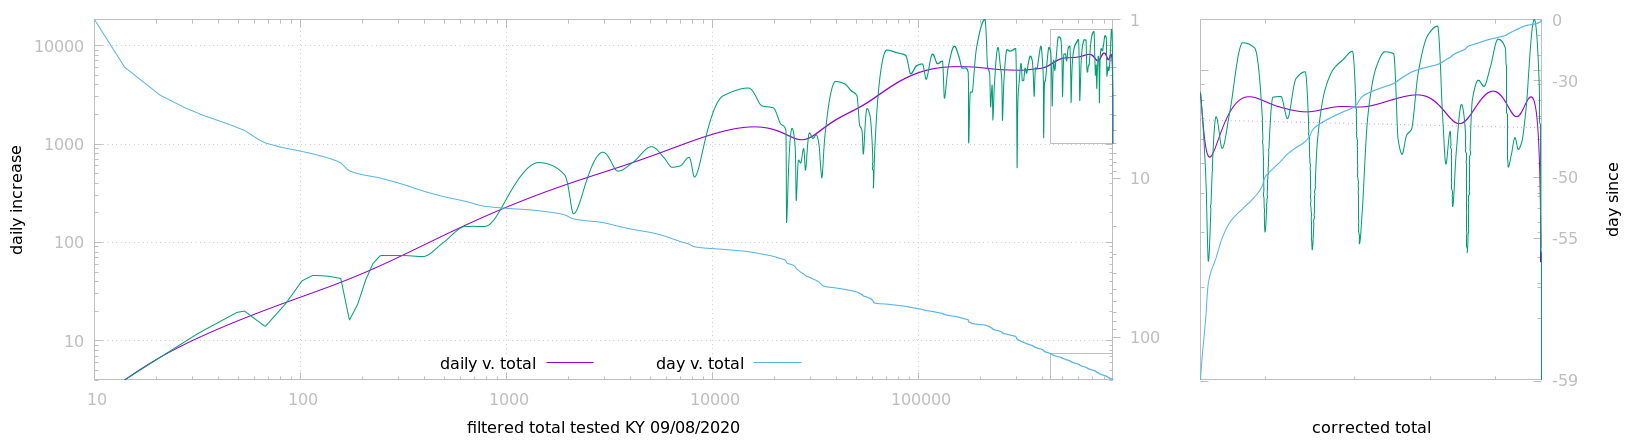 10000
1000
100
10
daily increase
10
100
1000
10000
100000
filtered total tested KY 09/08/2020
daily v. total
day v. total
1
10
100
0
-30
-50
-55
-59
day since
corrected total